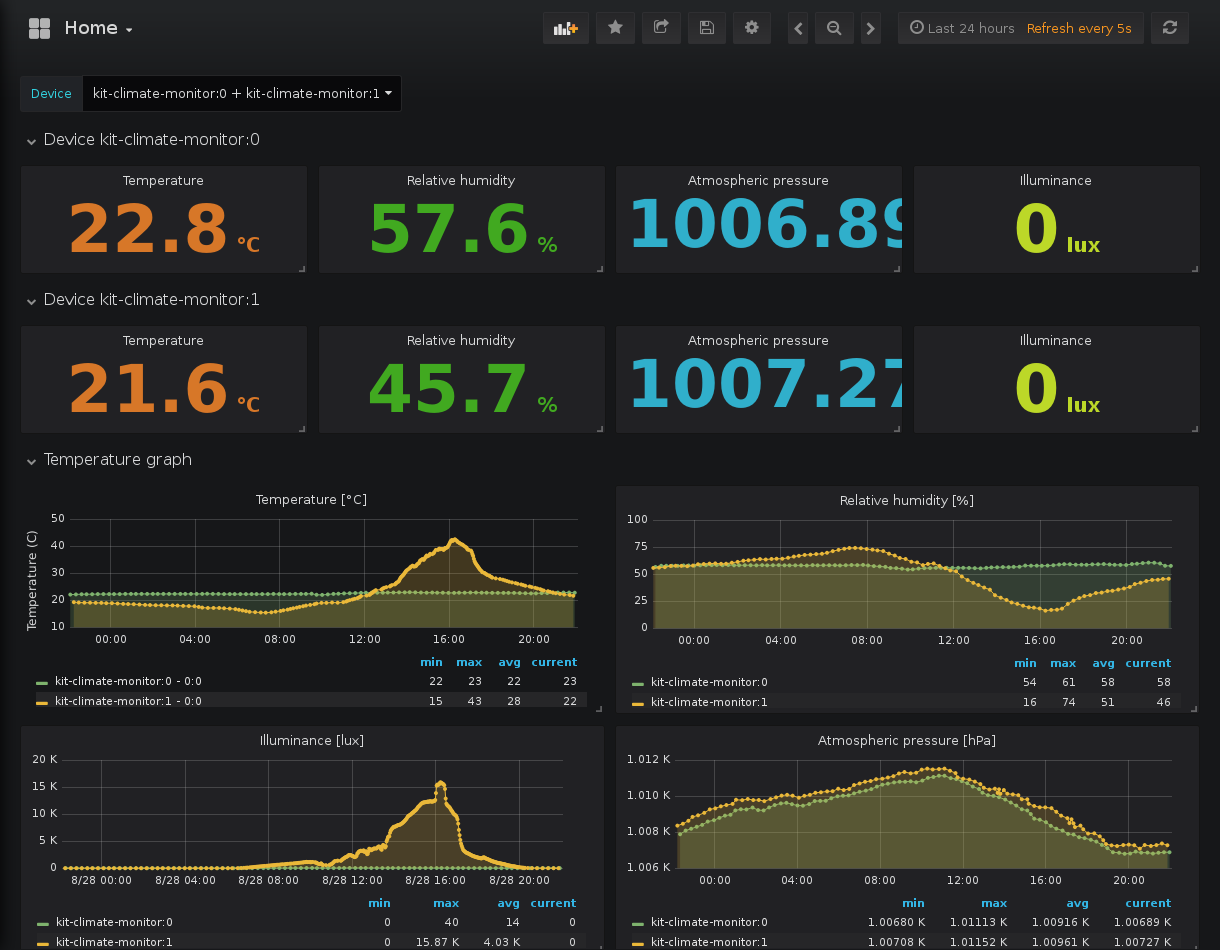 Home
Last 24 hours Refresh every 5s
Device kit-climate-monitor:0 + kit-climate-monitor:1
Device kit-climate-monitor:0
Temperature Relative humidity Atmospheric pressure Illuminance
22.8 °C 57.6 % 1006.89 0 lux
Device kit-climate-monitor:1
Temperature Relative humidity Atmospheric pressure Illuminance
21.6 °C 45.7 % 1007.27 0 lux
Temperature graph
Temperature [°C]
Temperature (C)
50
40
30
20
10
00:00 04:00 08:00 12:00 16:00 20:00
min max avg current
kit-climate-monitor:0 - 0:0 22 23 22 23
kit-climate-monitor:1 - 0:0 15 43 28 22
Relative humidity [%]
100
75
50
25
0
00:00 04:00 08:00 12:00 16:00 20:00
min max avg current
kit-climate-monitor:0 54 61 58 58
kit-climate-monitor:1 16 74 51 46
Illuminance [lux]
20 K
15 K
10 K
5 K
0
8/28 00:00 8/28 04:00 8/28 08:00 8/28 12:00 8/28 16:00 8/28 20:00
min max avg current
kit-climate-monitor:0 0 40 14 0
kit-climate-monitor:1 0 15.87 K 4.03 K 0
Atmospheric pressure [hPa]
1.012 K
1.010 K
1.008 K
1.006 K
00:00 04:00 08:00 12:00 16:00 20:00
min max avg current
kit-climate-monitor:0 1.00680 K 1.01113 K 1.00916 K 1.00689 K
kit-climate-monitor:1 1.00708 K 1.01152 K 1.00961 K 1.00727 K